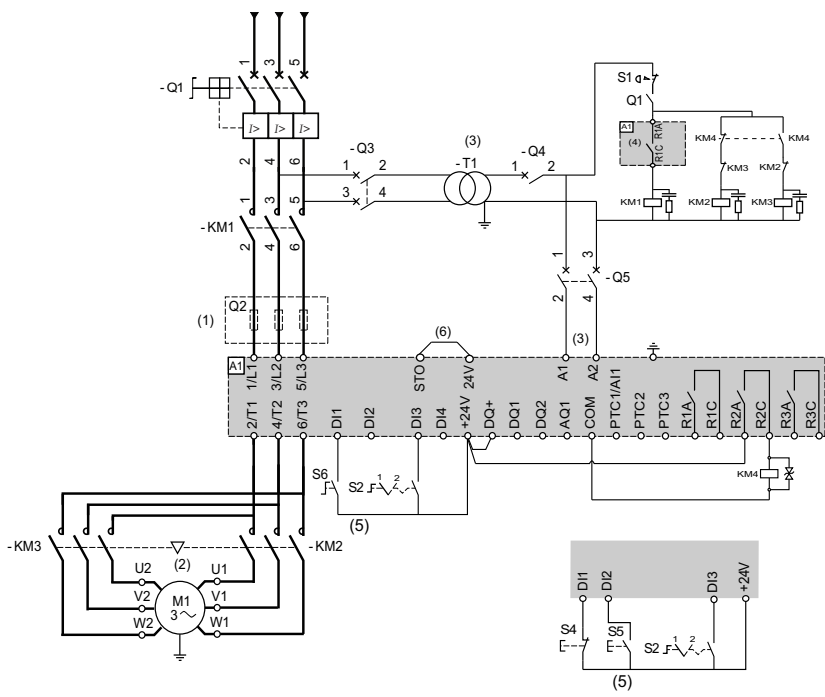 1 3 5
-Q1
I> I> I>
2 4 6
-Q3
1 2
3 4
(3)
-T1
-Q4
1 2
S1
Q1
A1
(4)
R1A
R1C
KM4 KM4
KM3 KM2
KM1 KM2 KM3
1 3 5
-KM1
2 4 6
1 3
-Q5
2 4
Q2
(1)
(6)
(3)
A1
1/L1 3/L2 5/L3 STO 24V A1 A2
2/T1 4/T2 6/T3 DI1 DI2 DI3 DI4 +24V DQ+ DQ1 DQ2 AQ1 COM PTC1/AI1 PTC2 PTC3 R1A R1C R2A R2C R3A R3C
S6
S2 1 2
(5)
KM4
-KM3
(2)
-KM2
U2 U1
V2 V1
W2 W1
M1
3
DI1 DI2 DI3 +24V
S4 S5 S2 1 2
(5)